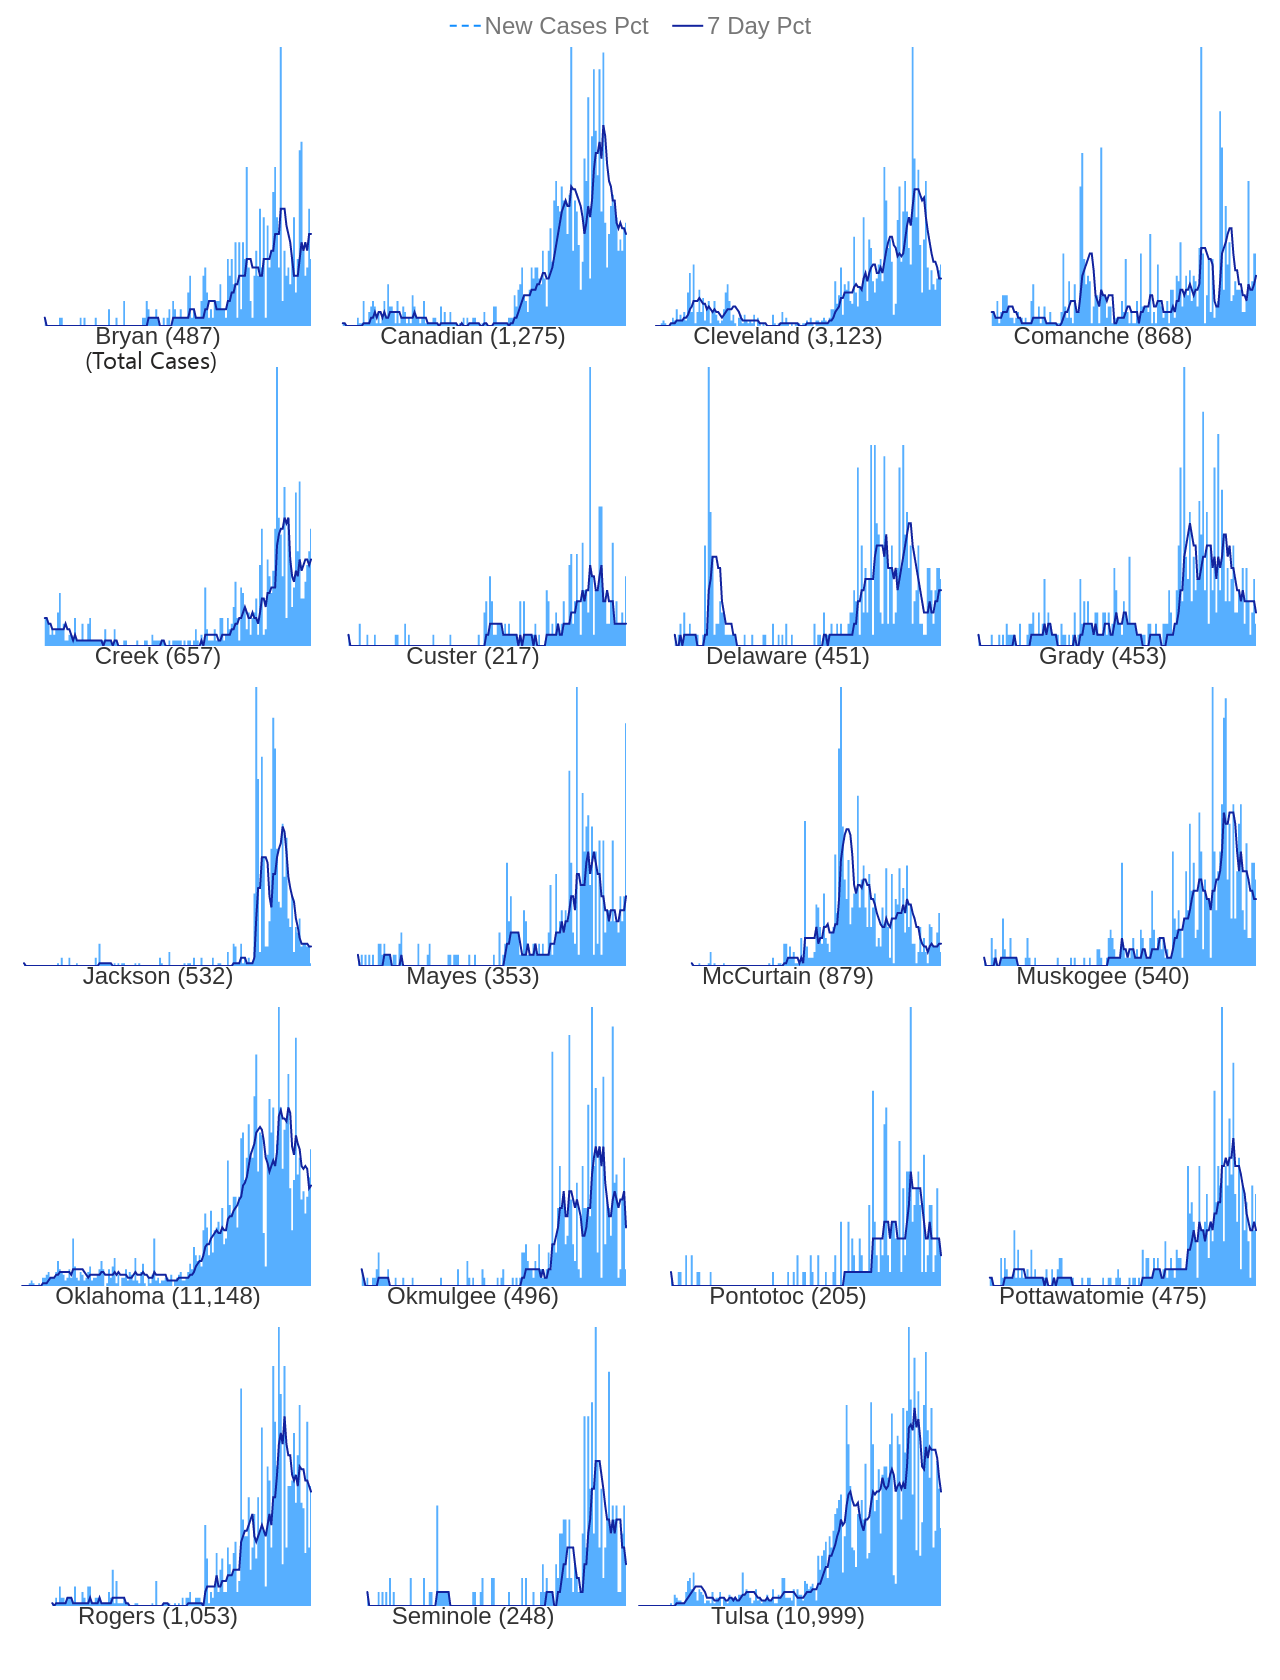 New Cases Pct 7 Day Pct
Bryan (487) Canadian (1,275) Cleveland (3,123) Comanche (868)
(Total Cases)
Creek (657) Custer (217) Delaware (451) Grady (453)
Jackson (532) Mayes (353) McCurtain (879) Muskogee (540)
Oklahoma (11,148) Okmulgee (496) Pontotoc (205) Pottawatomie (475)
Rogers (1,053) Seminole (248) Tulsa (10,999)